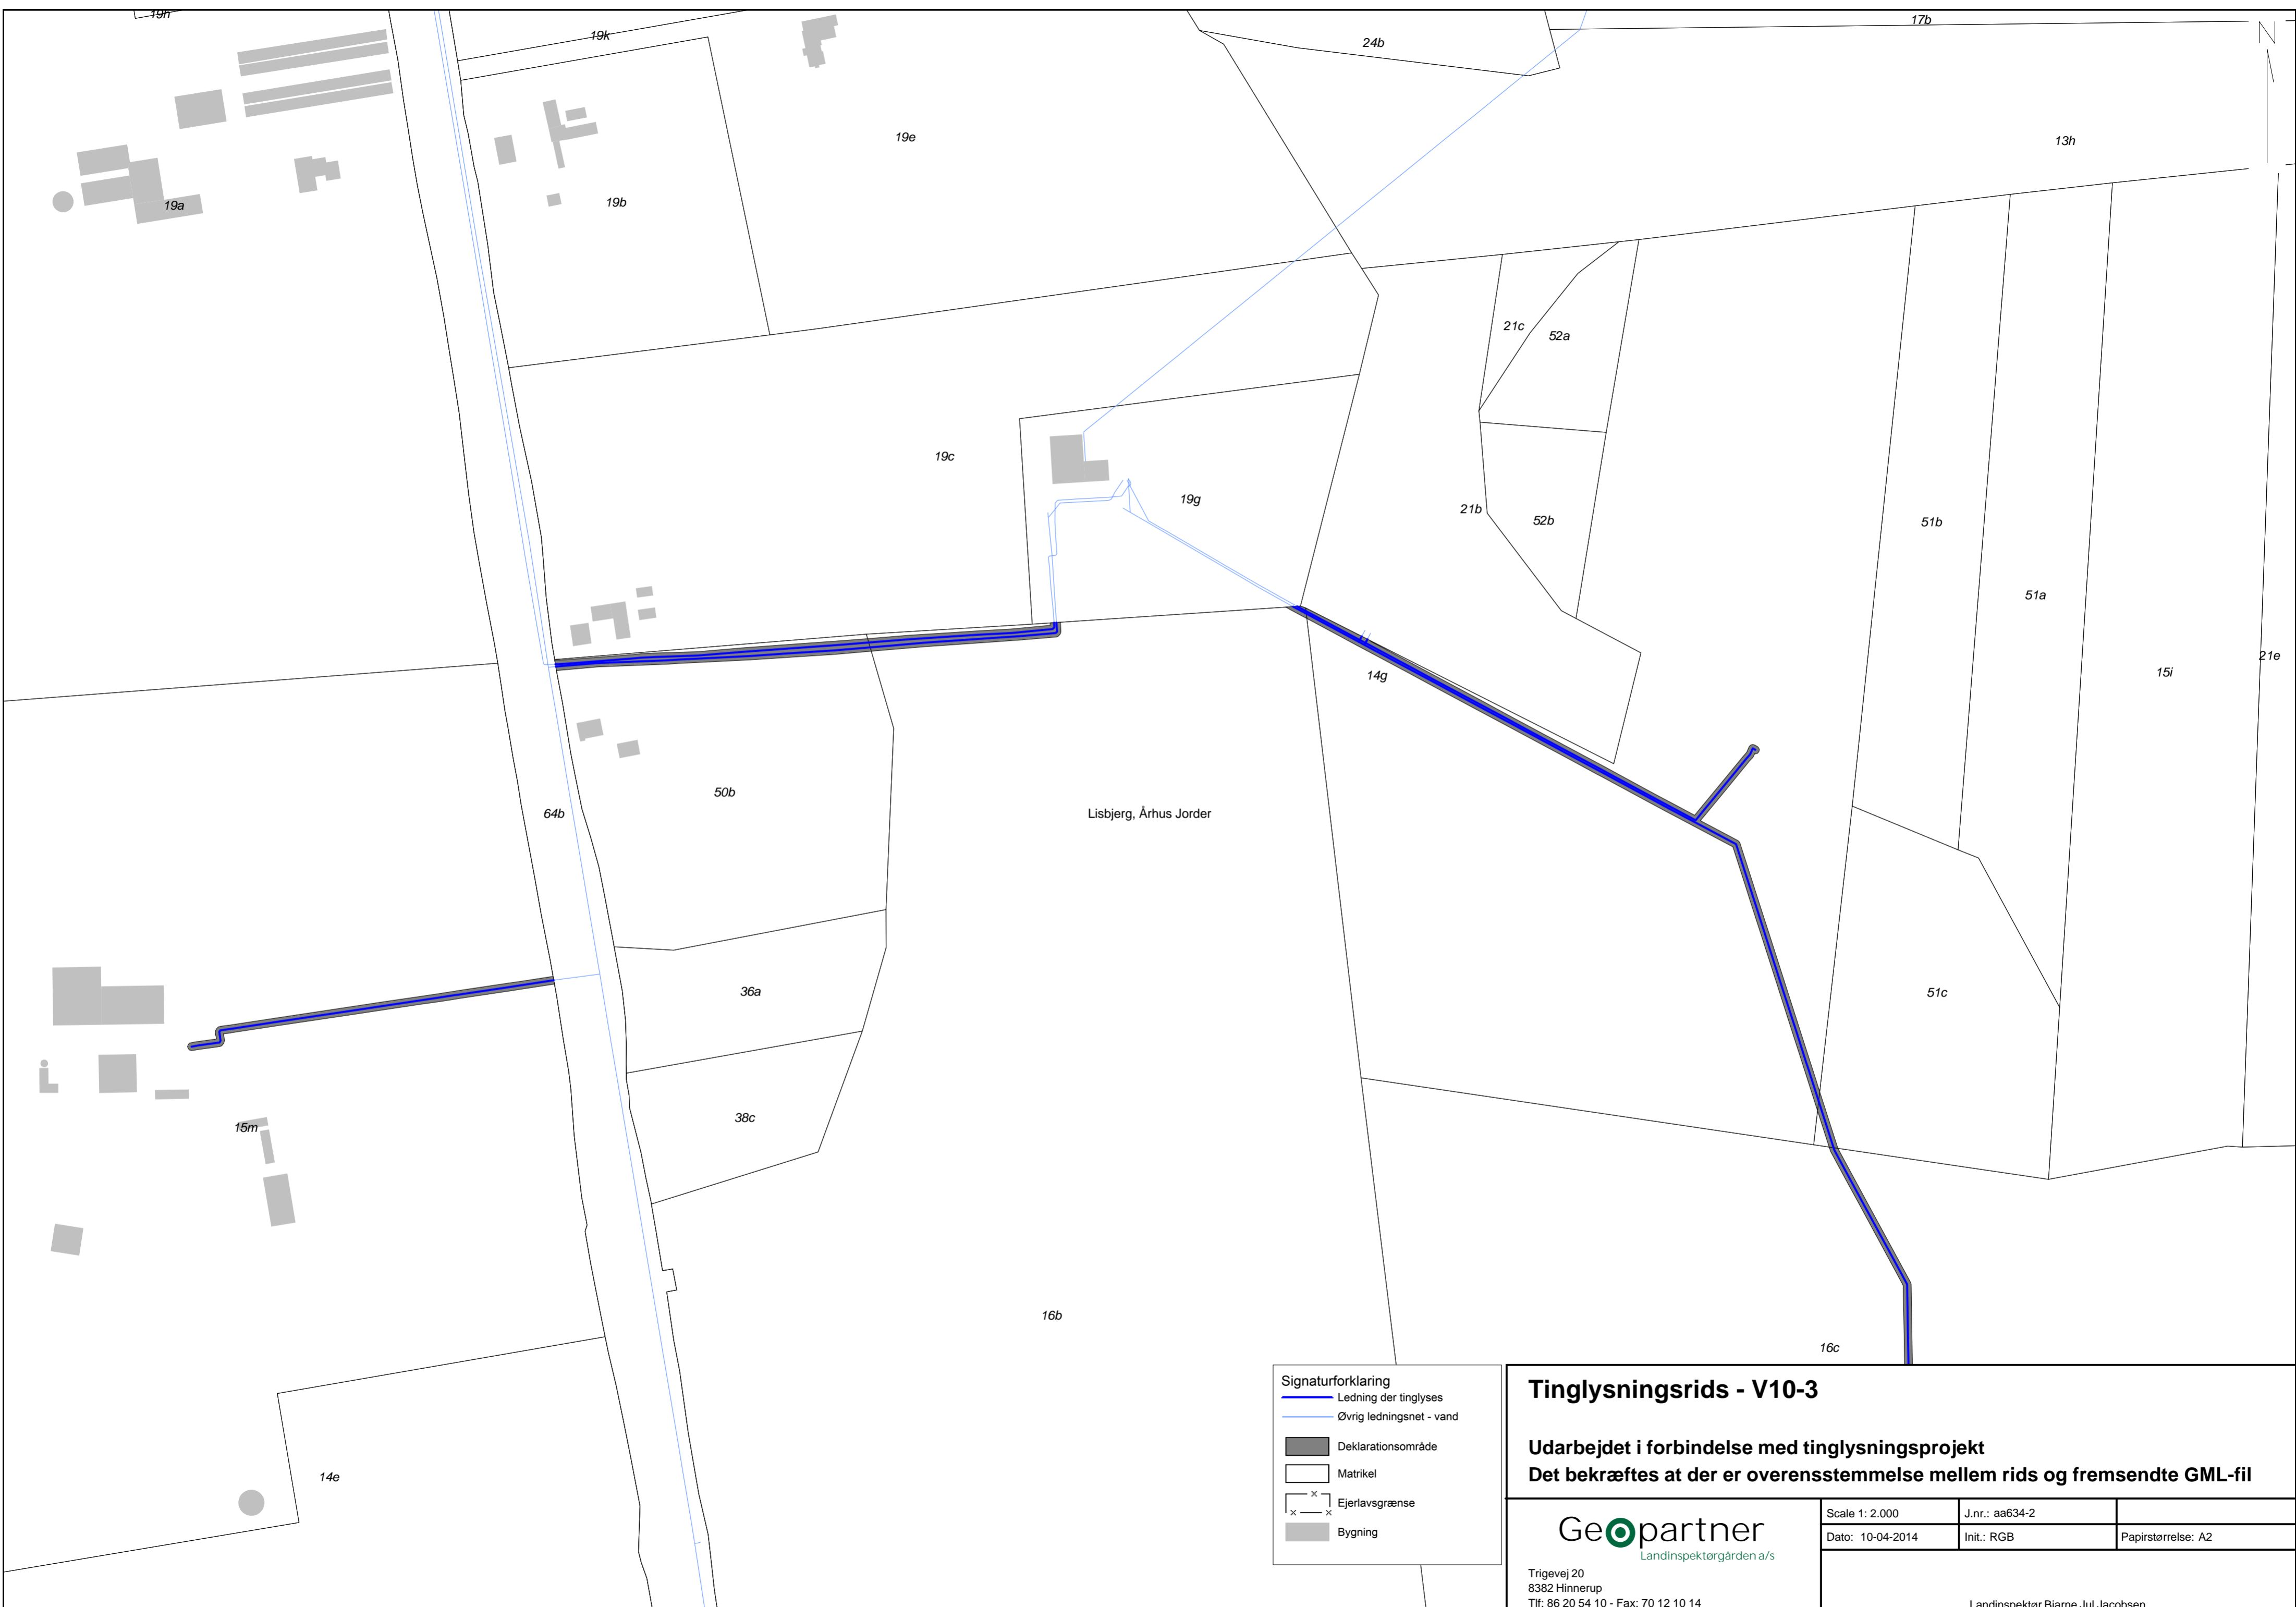 19h
19k
24b
17b
N
19e
13h
19a
19b
21c
52a
19c
19g
21b
52b
51b
51a
14g
15i
21e
50b
64b
Lisbjerg, Århus Jorder
36a
51c
38c
15m
16b
16c
14e
Signaturforklaring
Ledning der tinglyses
Øvrig ledningsnet - vand
Deklarationsområde
Matrikel
Ejerlavsgrænse
Bygning
Tinglysningsrids - V10-3
Udarbejdet i forbindelse med tinglysningsprojekt
Det bekræftes at der er overensstemmelse mellem rids og fremsendte GML-fil
Geopartner
Landinspektørgården a/s
Trigevej 20
8382 Hinnerup
Tlf: 86 20 54 10 - Fax: 70 12 10 14
Scale 1: 2.000
J.nr.: aa634-2
Dato: 10-04-2014
Init.: RGB
Papirstørrelse: A2
Landinspektør Bjarne Jul Jacobsen